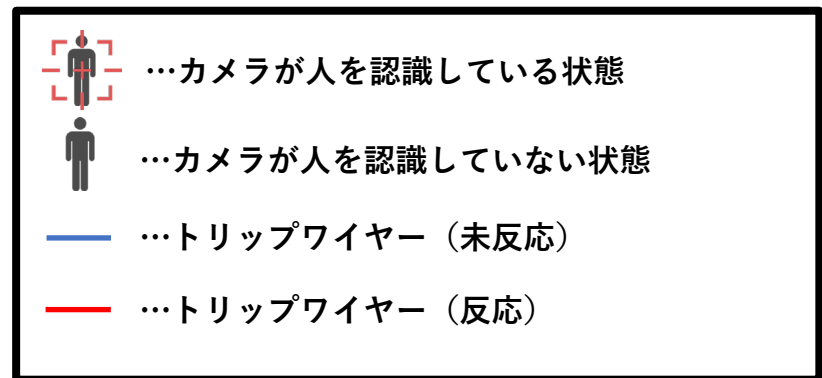 …カメラが人を認識している状態
…カメラが人を認識していない状態
…トリップワイヤー（未反応）
…トリップワイヤー（反応）